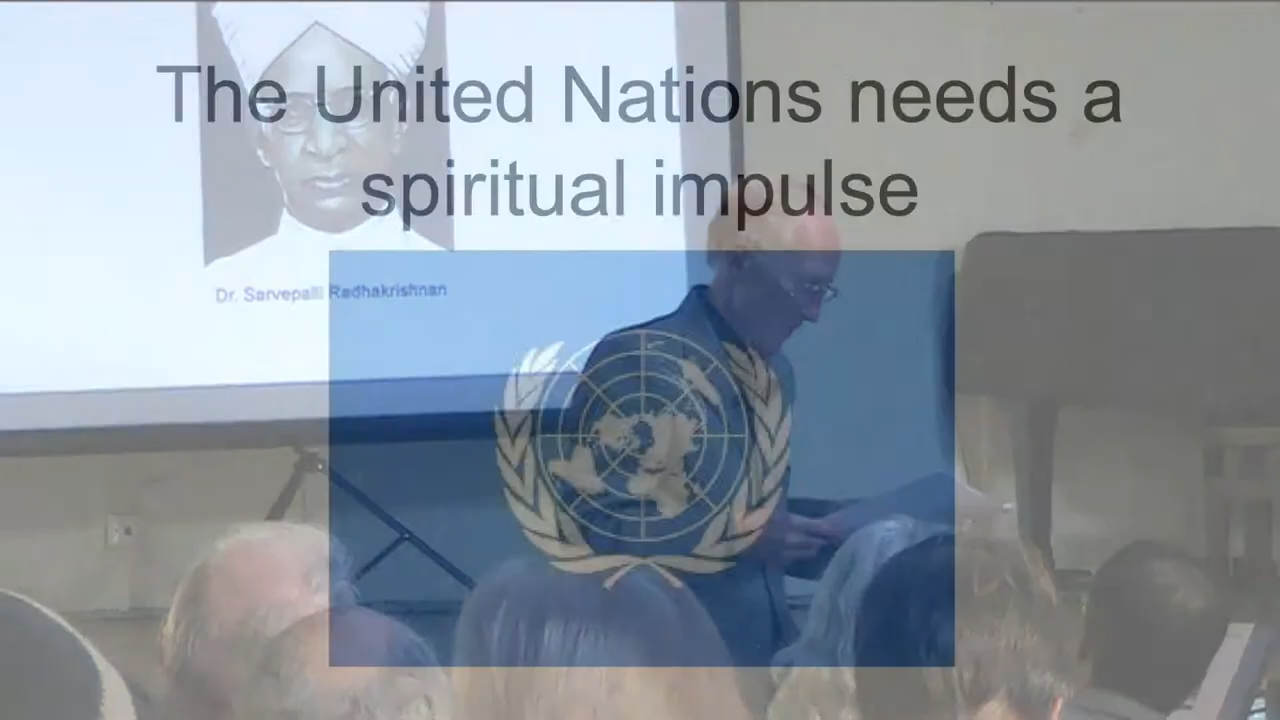 The United Nations needs a
spiritual impulse
Dr. Sarvepalli Radhakrishnan